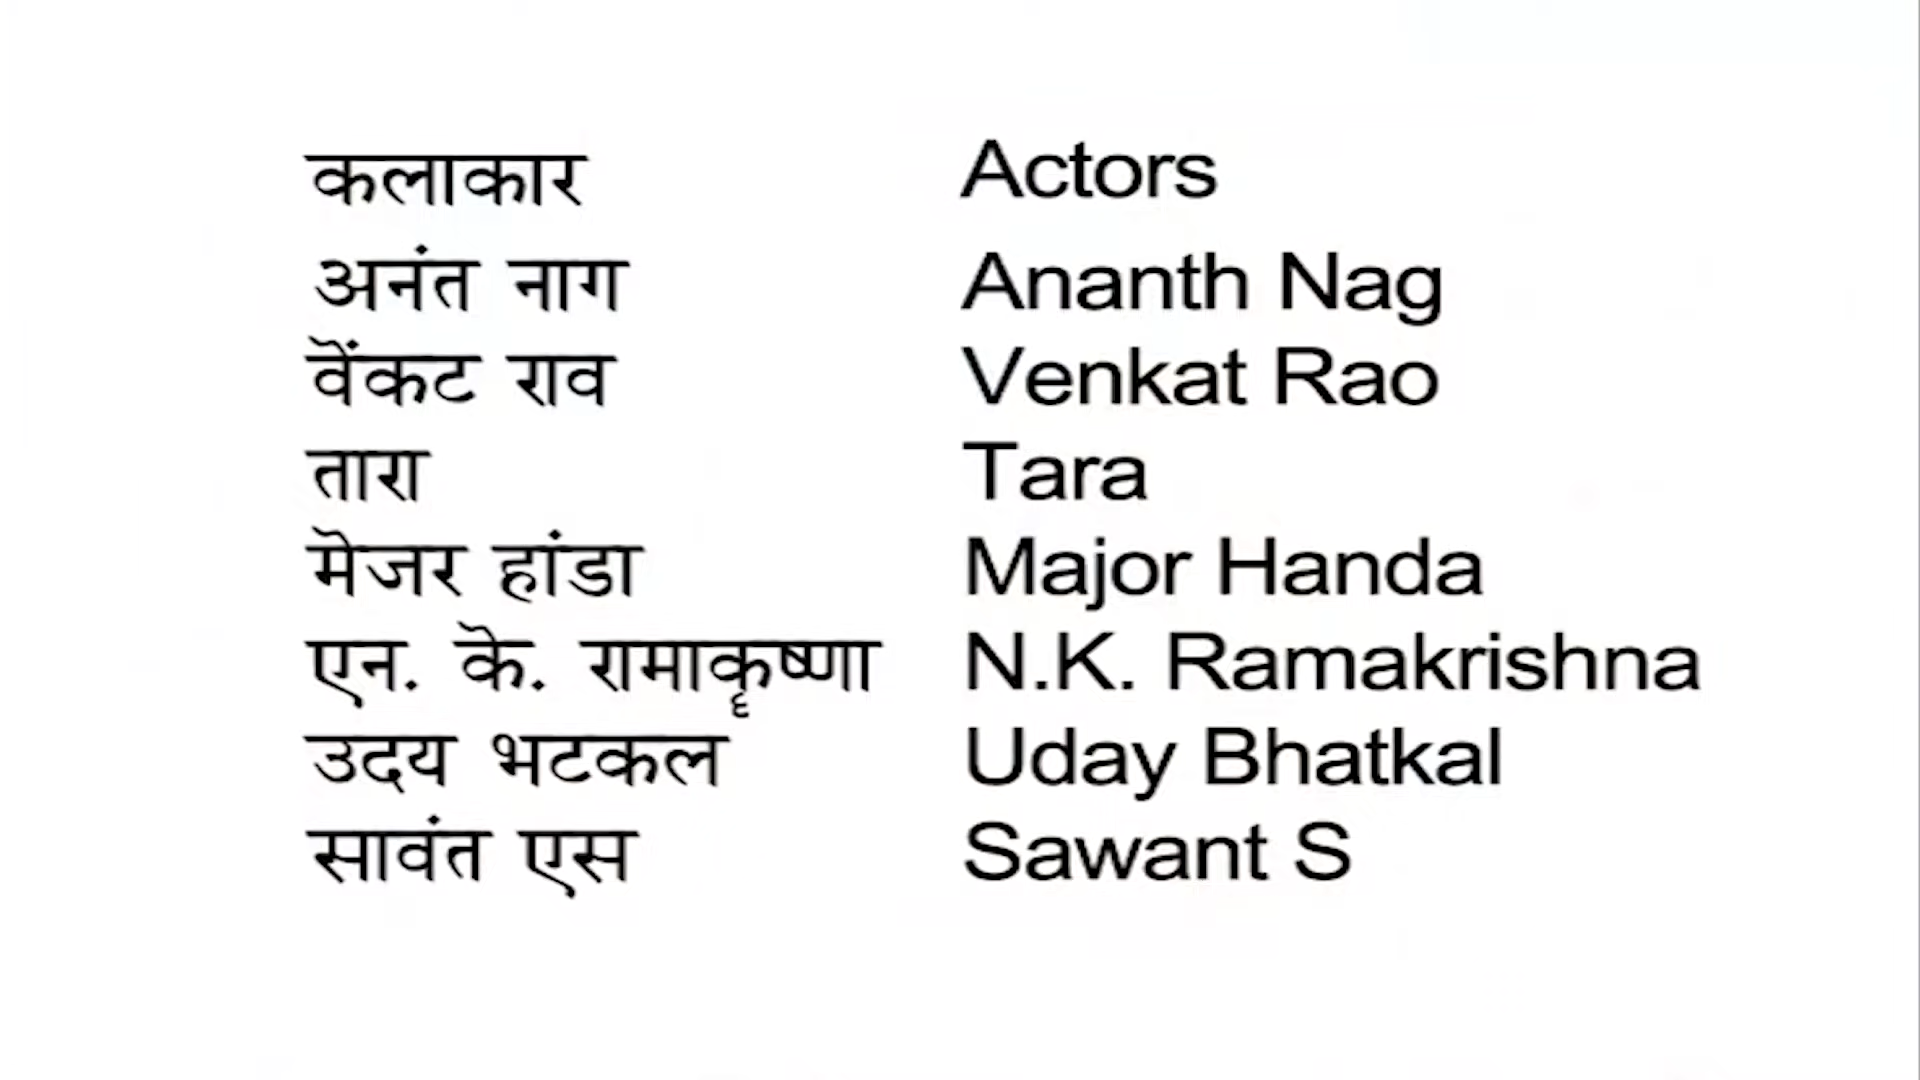 कलाकार Actors
अनंत नाग Ananth Nag
वॆंकट राव Venkat Rao
तारा Tara
मॆजर हांडा Major Handa
एन. कॆ. रामाकृष्णा N.K. Ramakrishna
उदय भटकल Uday Bhatkal
सावंत एस Sawant S